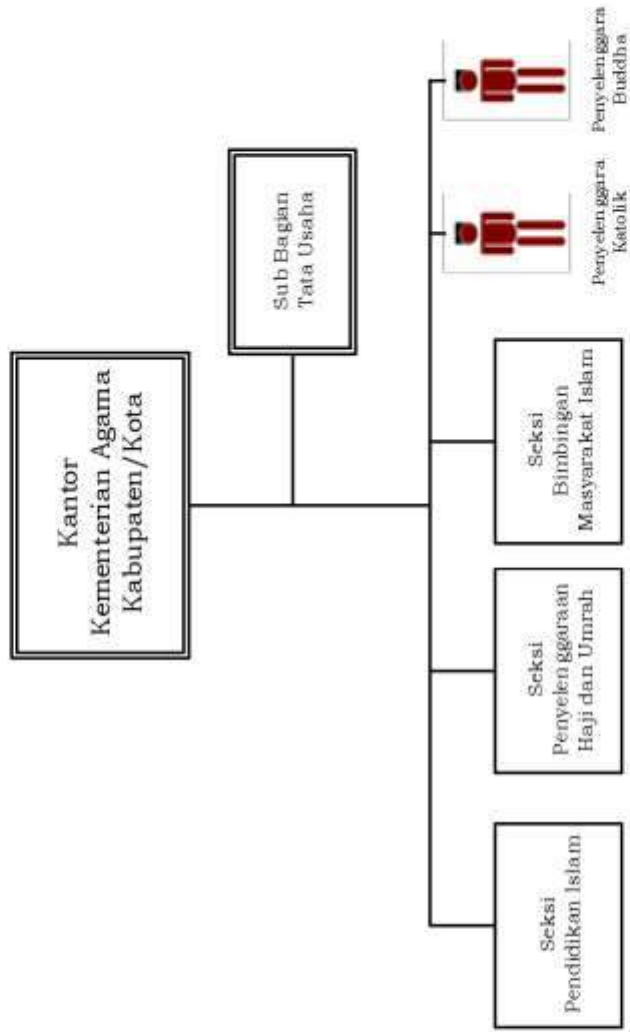 Kantor
Kementerian Agama
Kabupaten/Kota
Sub Bagian
Tata Usaha
Seksi
Pendidikan Islam
Seksi
Penyelenggaraan
Haji dan Umrah
Seksi
Bimbingan
Masyarakat Islam
Penyelenggara
Katolik
Penyelenggara
Buddha